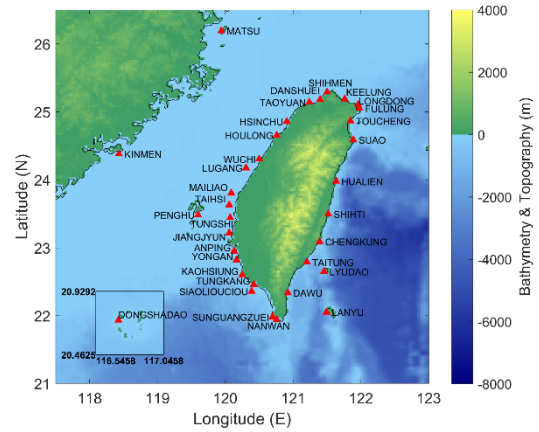 26
25
24
23
22
21
118
119
120
121
122
123
Latitude (N)
Longitude (E)
MATSU
SHIHMEN
DANSHUEI
KEELUNG
TAOYUAN
LONGDONG
FULUNG
HSINCHU
TOUCHENG
HOULONG
SUAO
KINMEN
WUCHI
LUGANG
HUALIEN
MAILIAO
TAIHSI
PENGHU
SHIHTI
TUNGSHI
JIANGJYUN
CHENGKUNG
ANPING
YONGAN
TAITUNG
LYUDAO
KAOHSIUNG
TUNGKANG
SIAOLIOUCIOU
DAWU
LANYU
SUNGUANGZUEI
NANWAN
20.9292
DONGSHADAO
20.4625
116.5458 117.0458
4000
2000
0
-2000
-4000
-6000
-8000
Bathymetry & Topography (m)